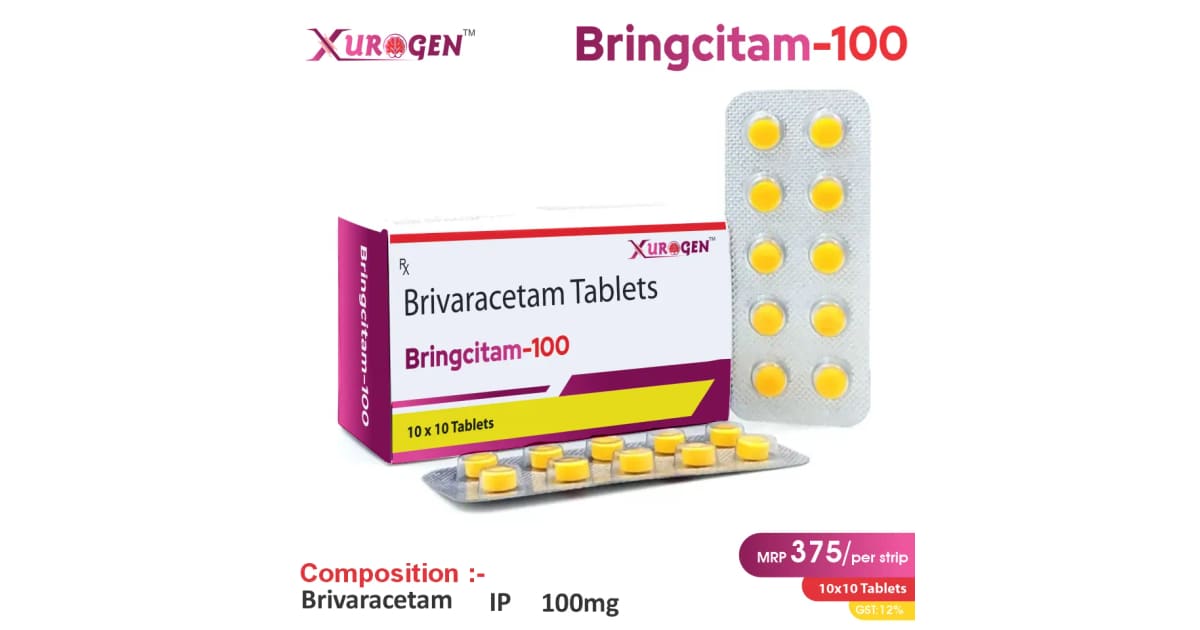 XUROGEN™
Bringcitam-100
XUROGEN™
Rx
Brivaracetam Tablets
Bringcitam-100
10 x 10 Tablets
Bringcitam-100
Composition :-
Brivaracetam IP 100mg
MRP 375/per strip
10x10 Tablets
GST:12%